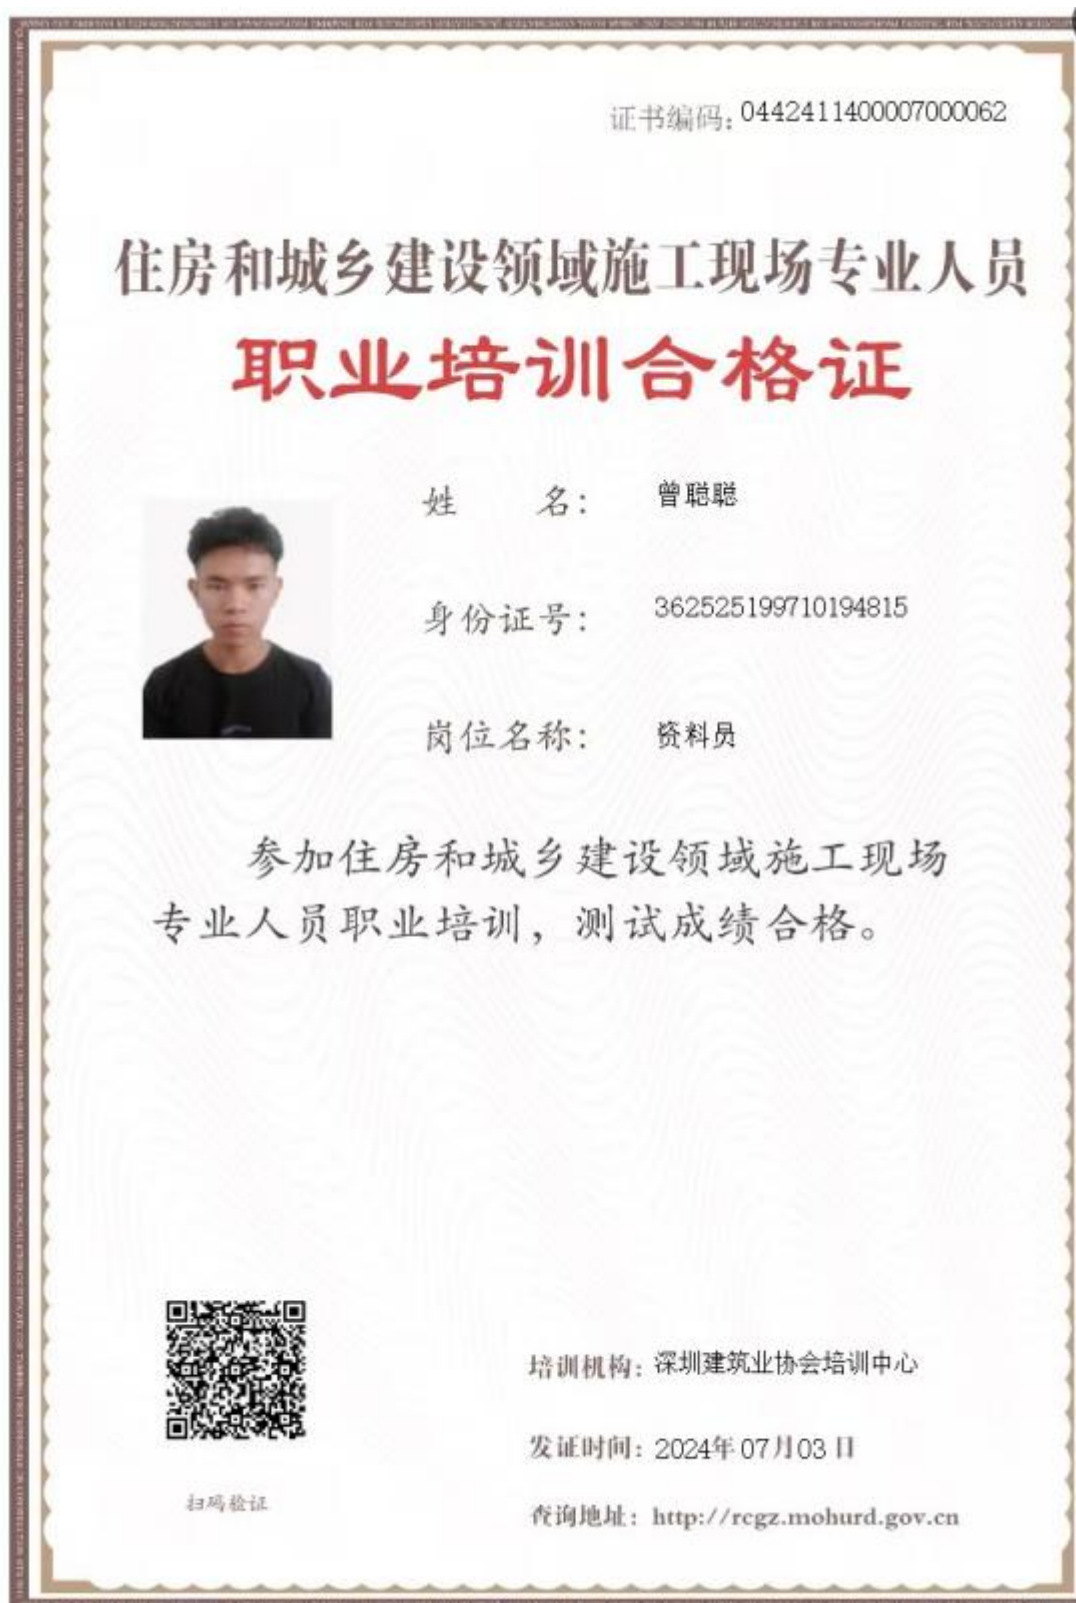 证书编码: 0442411400007000062
住房和城乡建设领域施工现场专业人员
职业培训合格证
姓 名: 曾聪聪
身份证号: 362525199710194815
岗位名称: 资料员
参加住房和城乡建设领域施工现场
专业人员职业培训，测试成绩合格。
培训机构: 深圳建筑业协会培训中心
发证时间: 2024年07月03日
扫码验证
查询地址: http://rcgz.mohurd.gov.cn